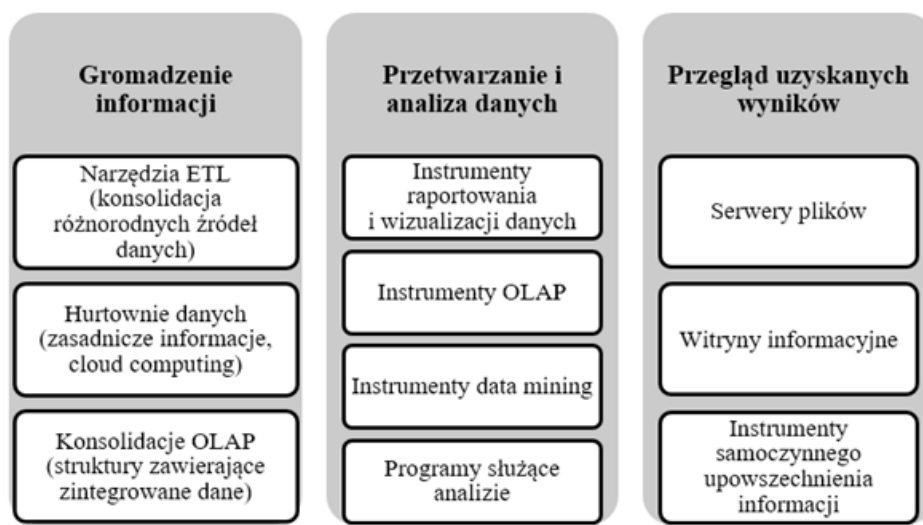 Gromadzenie
informacji
Narzędzia ETL
(konsolidacja
różnorodnych źródeł
danych)
Hurtownie danych
(zasadnicze informacje,
cloud computing)
Konsolidacje OLAP
(struktury zawierające
zintegrowane dane)
Przetwarzanie i
analiza danych
Instrumenty
raportowania
i wizualizacji danych
Instrumenty OLAP
Instrumenty data mining
Programy służące
analizie
Przegląd uzyskanych
wyników
Serwery plików
Witryny informacyjne
Instrumenty
samoczynnego
upowszechnienia
informacji